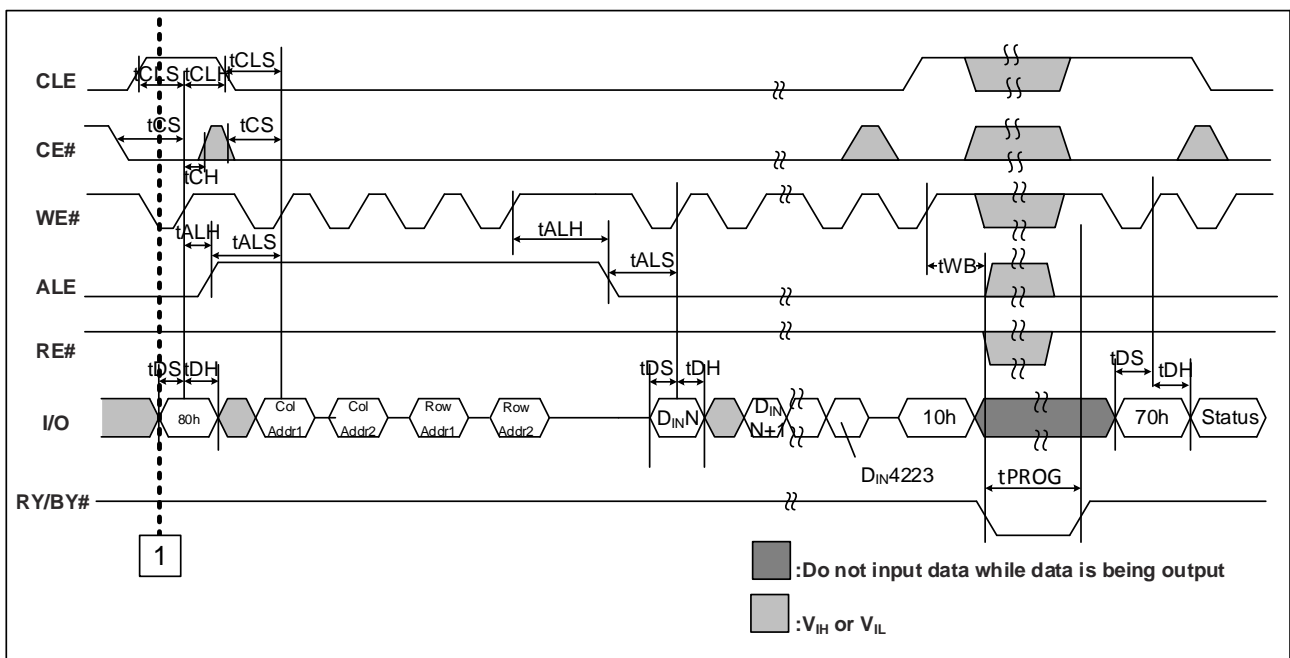 tCLS
tCLS tCLH
CLE
tCS tCS
CE#
tCH
WE#
tALH tALH
tALS tALS
tWB
ALE
RE#
tDS tDH tDS tDH tDS tDH
I/O 80h Col Addr1 Col Addr2 Row Addr1 Row Addr2 DINN DIN N+1 10h 70h Status
DIN4223
tPROG
RY/BY#
1
:Do not input data while data is being output
:VIH or VIL